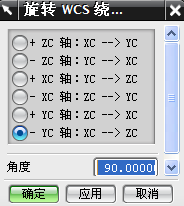 旋转 WCS 绕...
+ ZC 轴：XC --> YC
- ZC 轴：YC --> XC
+ XC 轴：YC --> ZC
- XC 轴：ZC --> YC
+ YC 轴：ZC --> XC
- YC 轴：XC --> ZC
角度
90.0000
确定
应用
取消